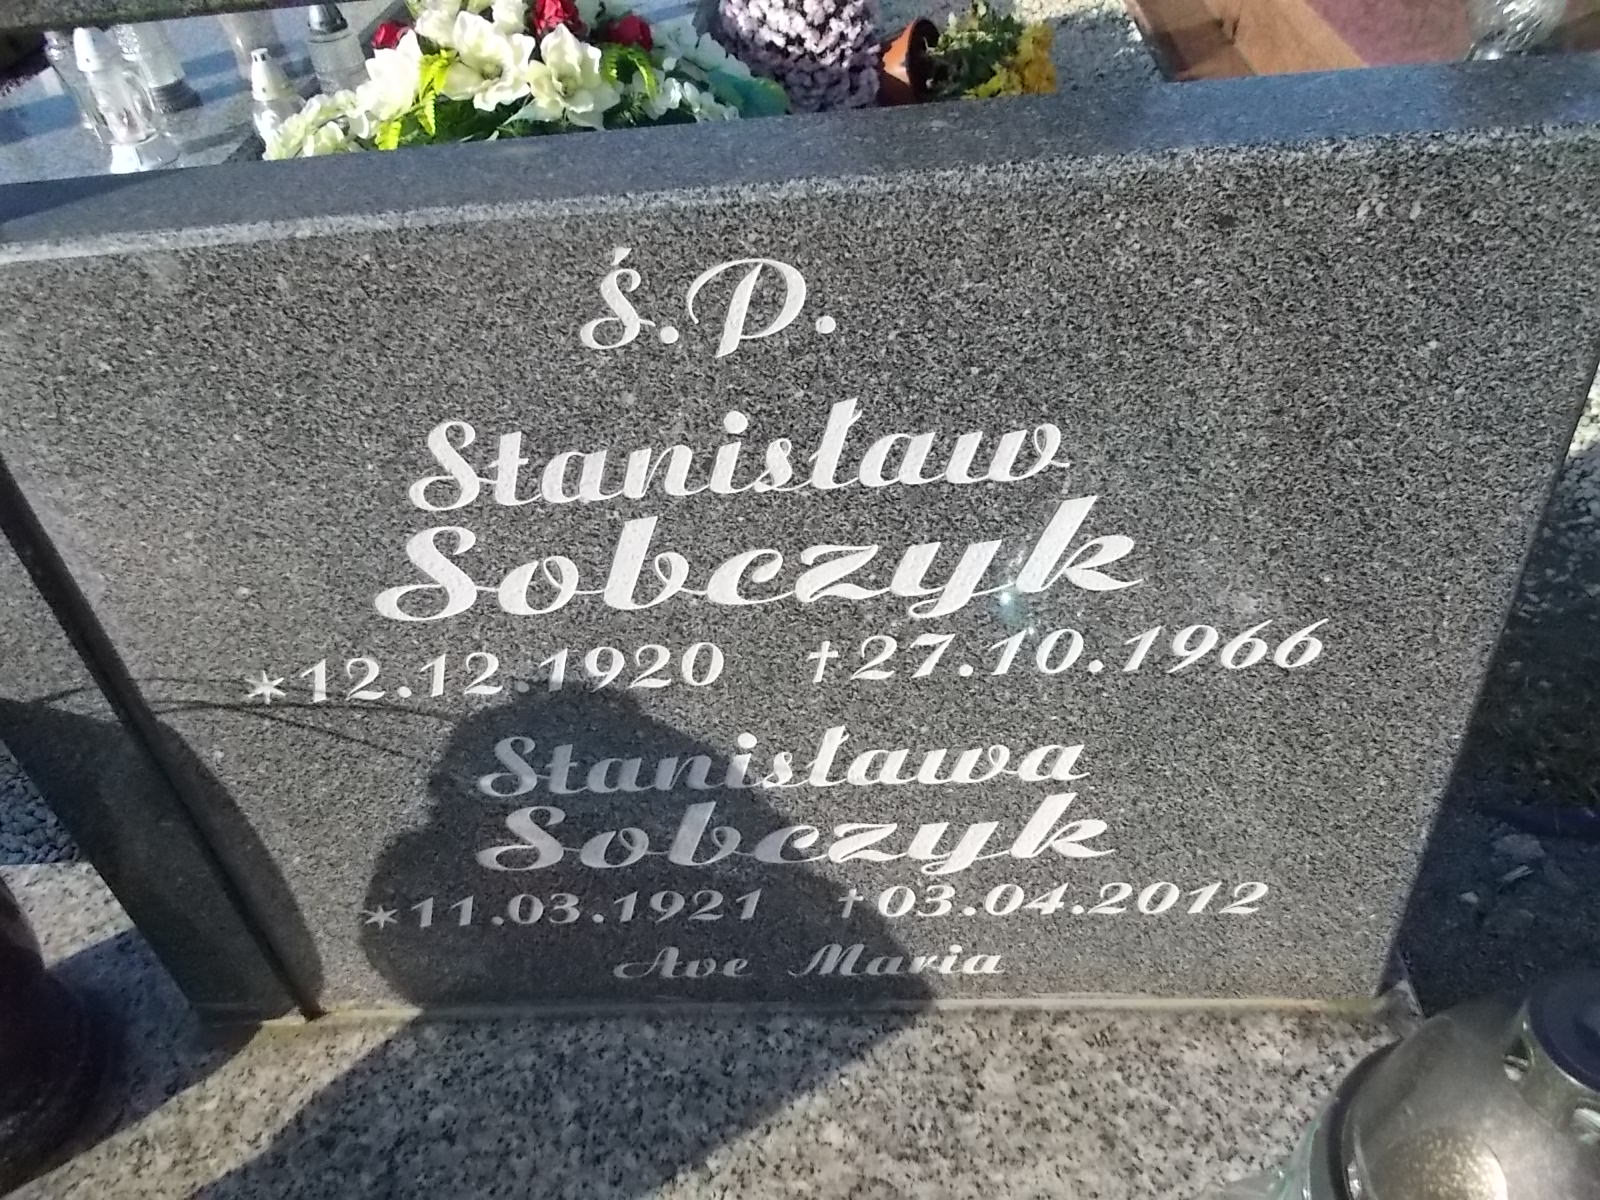 Ś.P.
Stanisław
Sobczyk
*12.12.1920 †27.10.1966
Stanisława
Sobczyk
*11.03.1921 †03.04.2012
Ave Maria